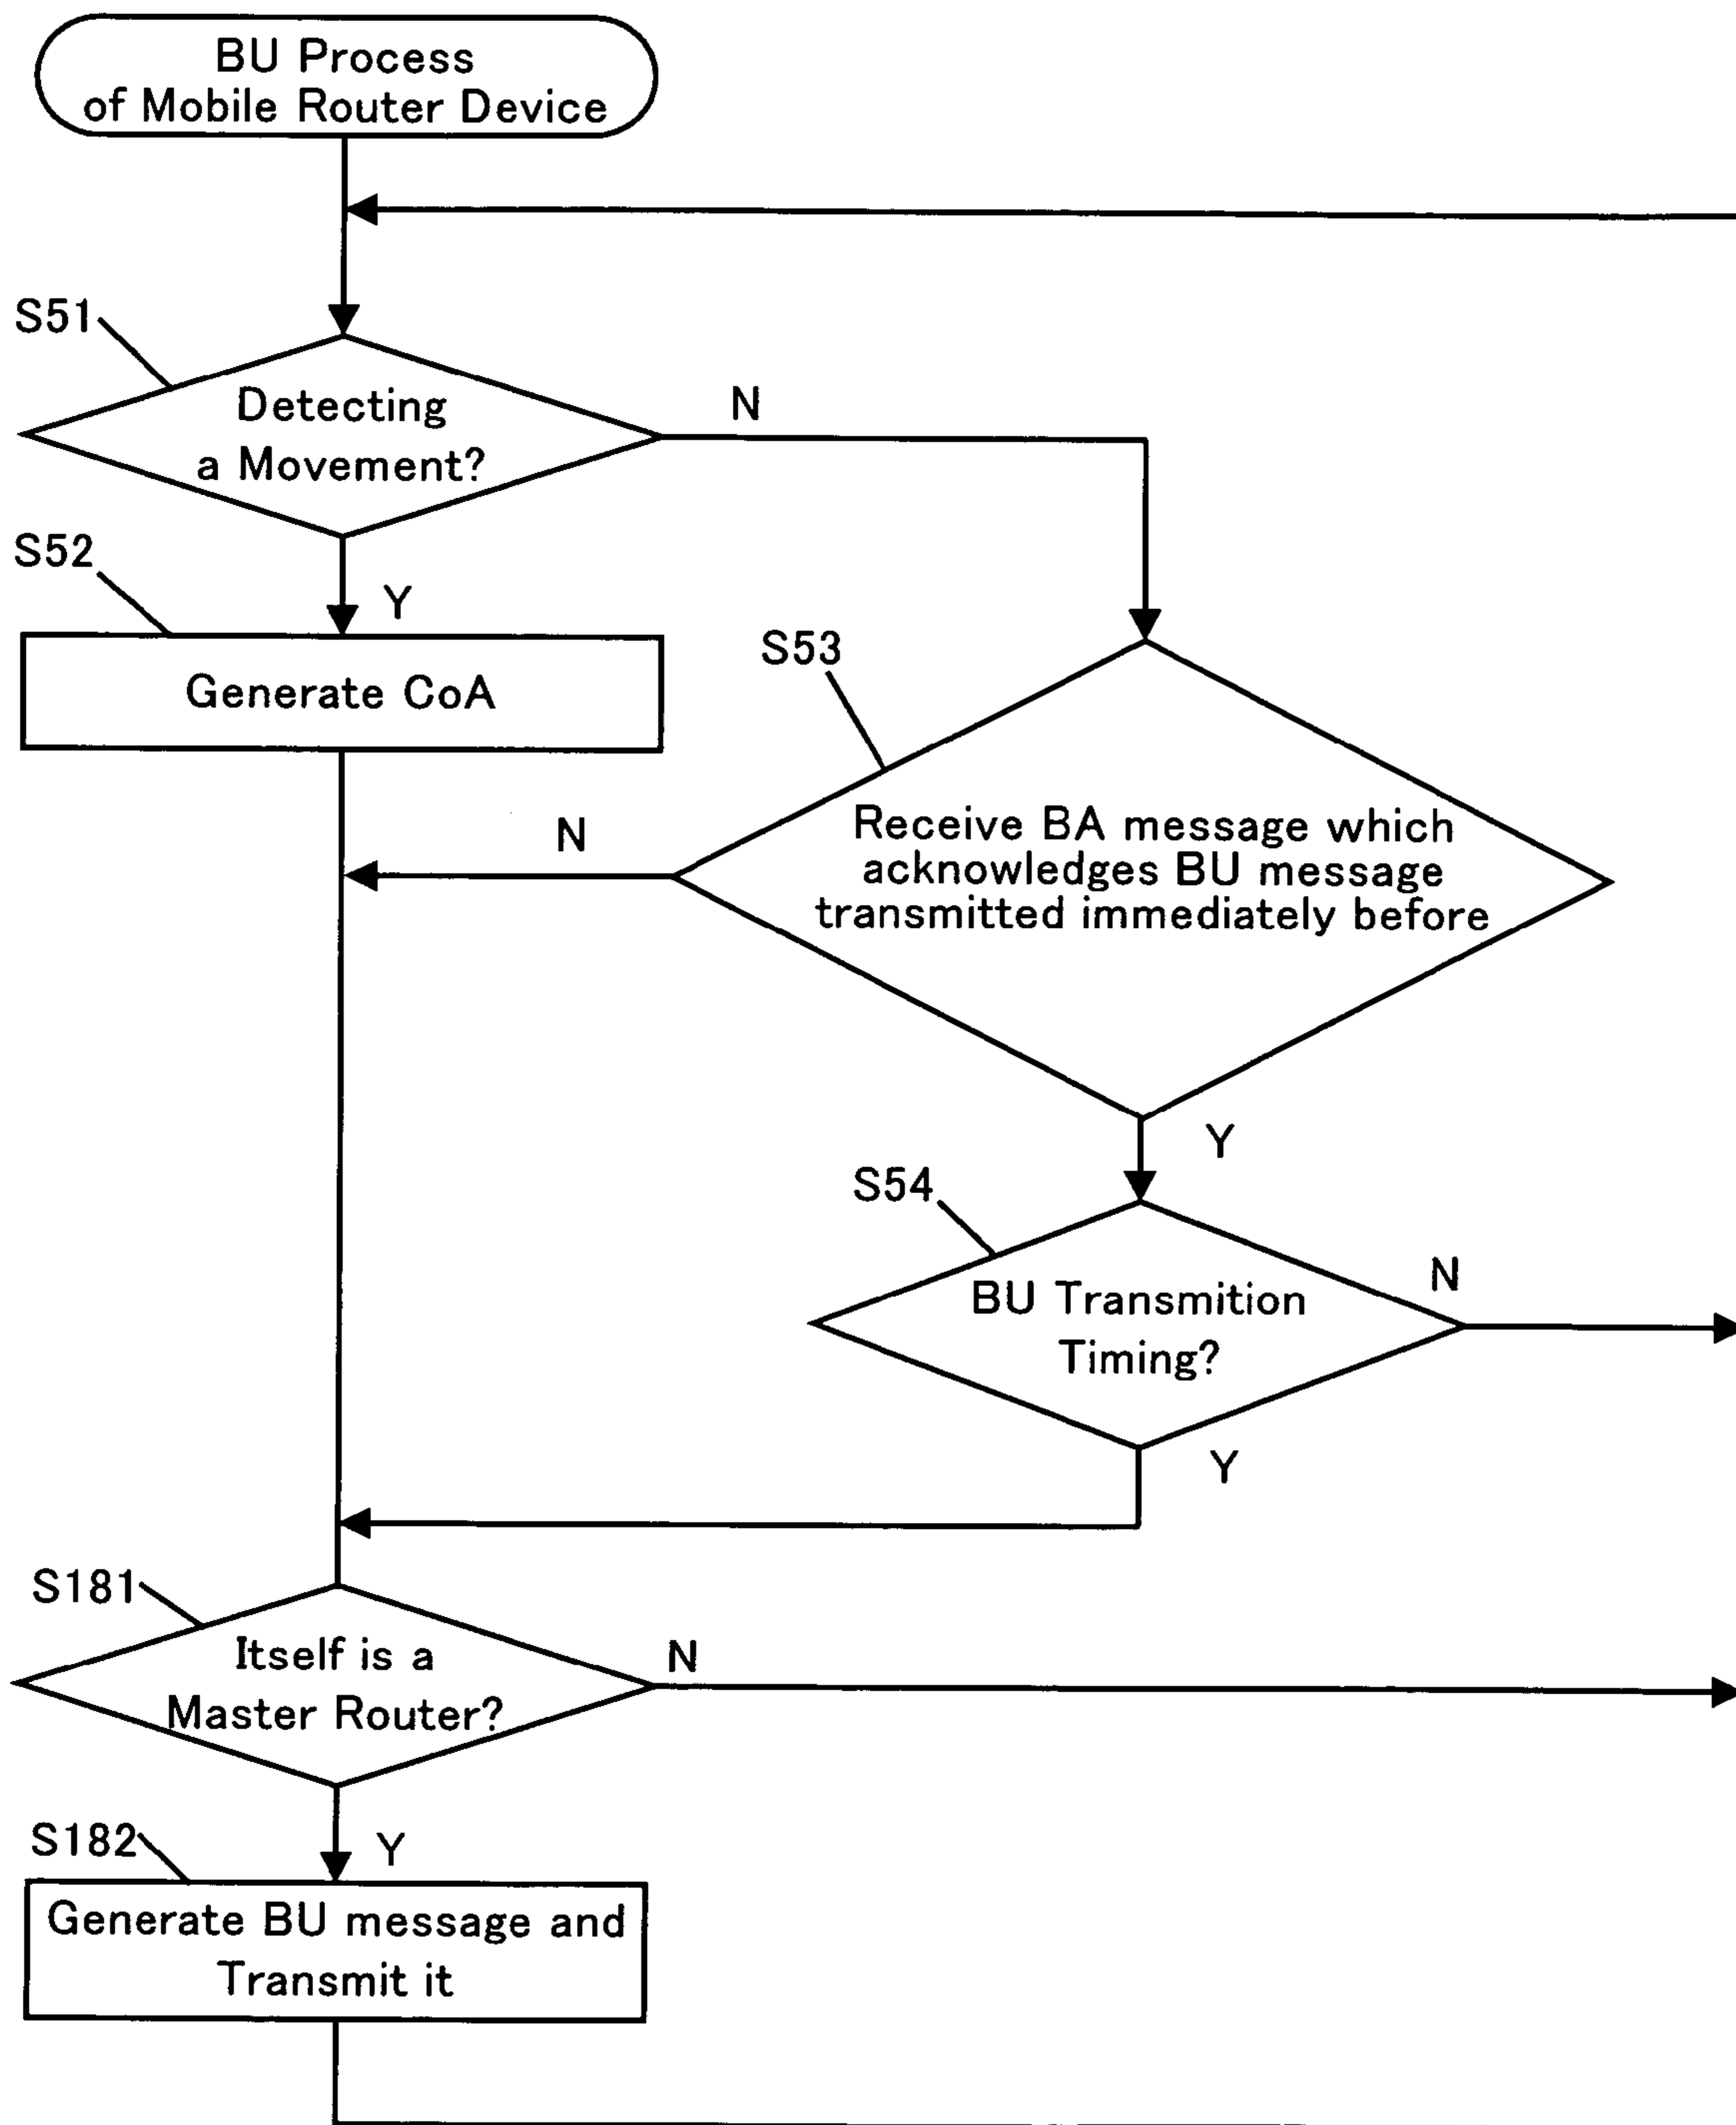 BU Process
of Mobile Router Device
S51
Detecting
a Movement?
N
S52
Y
Generate CoA
S53
N
Receive BA message which
acknowledges BU message
transmitted immediately before
Y
S54
BU Transmition
Timing?
N
Y
S181
Itself is a
Master Router?
N
S182
Y
Generate BU message and
Transmit it